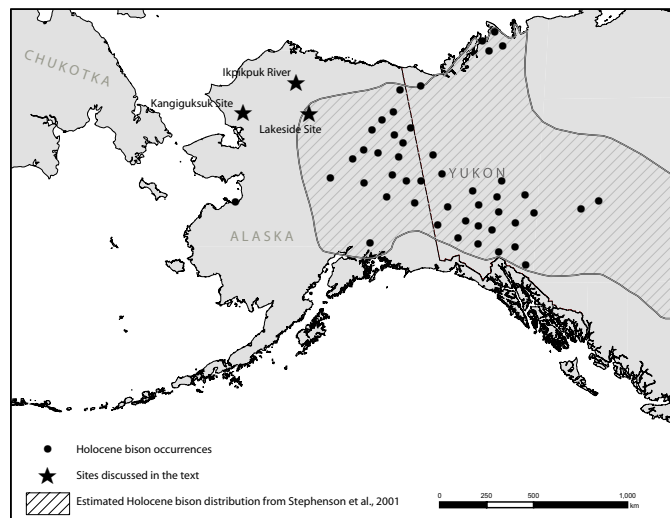 CHUKOTKA
Ikpikpuk River
Kangiguksuk Site
Lakeside Site
YUKON
ALASKA
Holocene bison occurrences
Sites discussed in the text
Estimated Holocene bison distribution from Stephenson et al., 2001
0 250 500 1,000
km